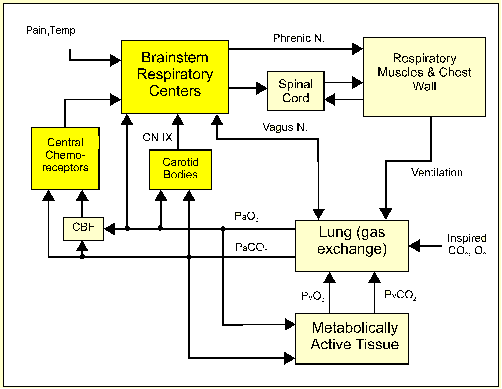 Pain,Temp
Phrenic N.
Brainstem
Respiratory
Centers
Respiratory
Muscles & Chest
Wall
Spinal
Cord
CN IX
Vagus N.
Central
Chemo-
receptors
Carotid
Bodies
Ventilation
CBF
PaO₂
PaCO₂
Lung (gas
exchange)
Inspired
CO₂, O₂
PvO₂
PvCO₂
Metabolically
Active Tissue